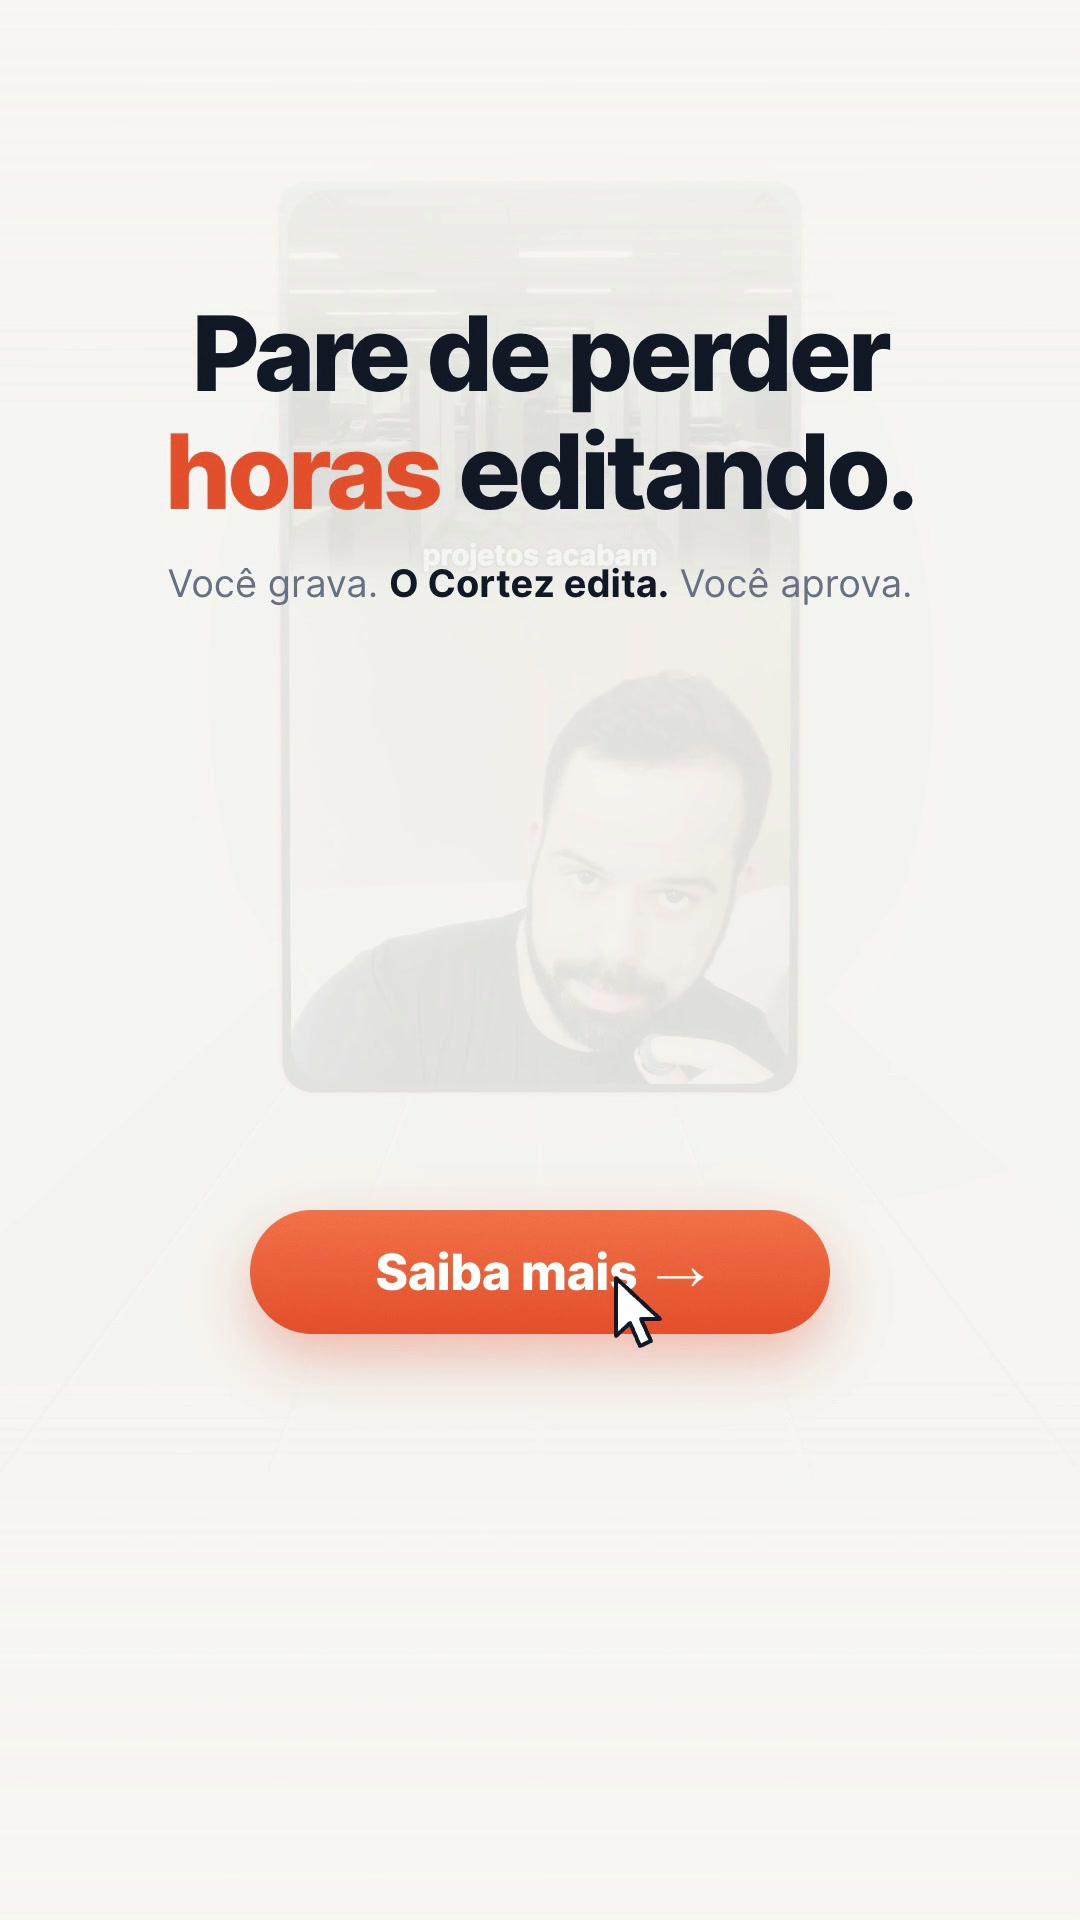 Pare de perder
horas editando.
projetos acabam
Você grava. O Cortez edita. Você aprova.
Saiba mais →